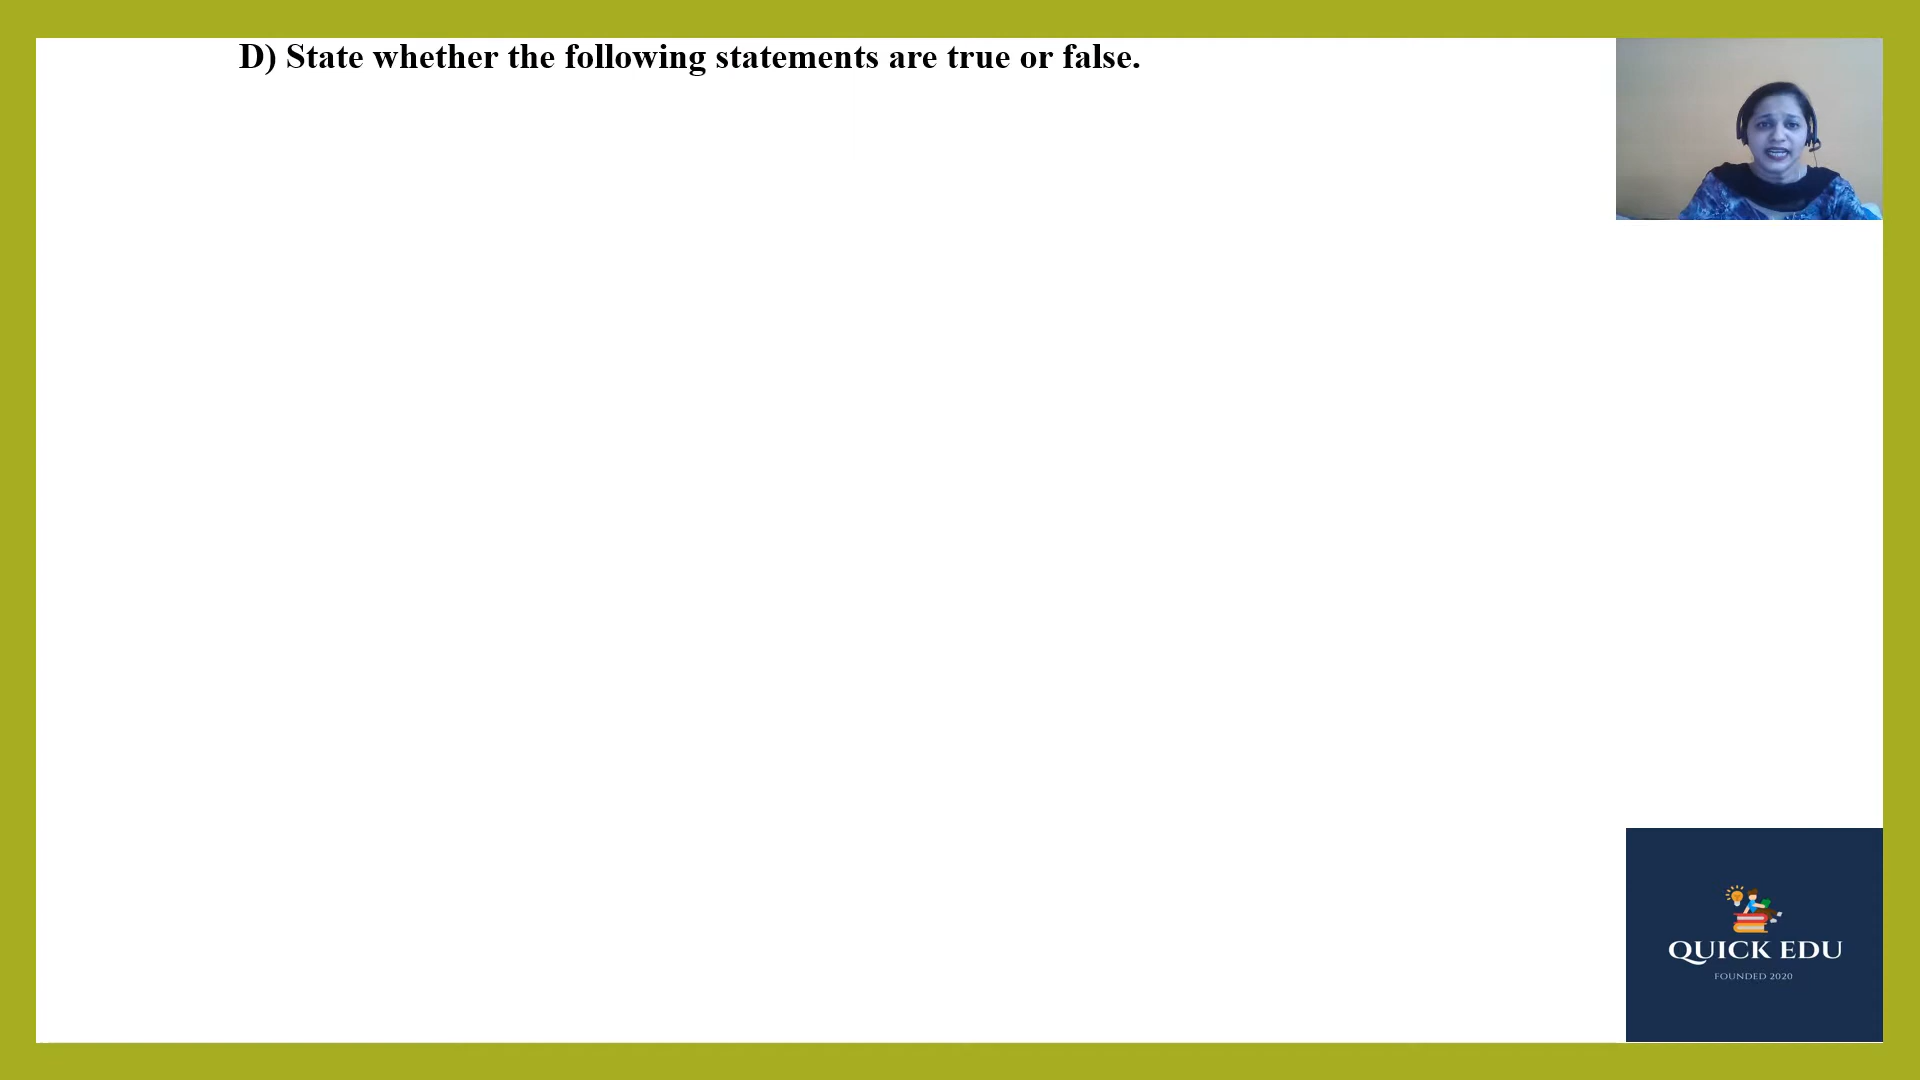 D) State whether the following statements are true or false.
QUICK EDU
FOUNDED 2020